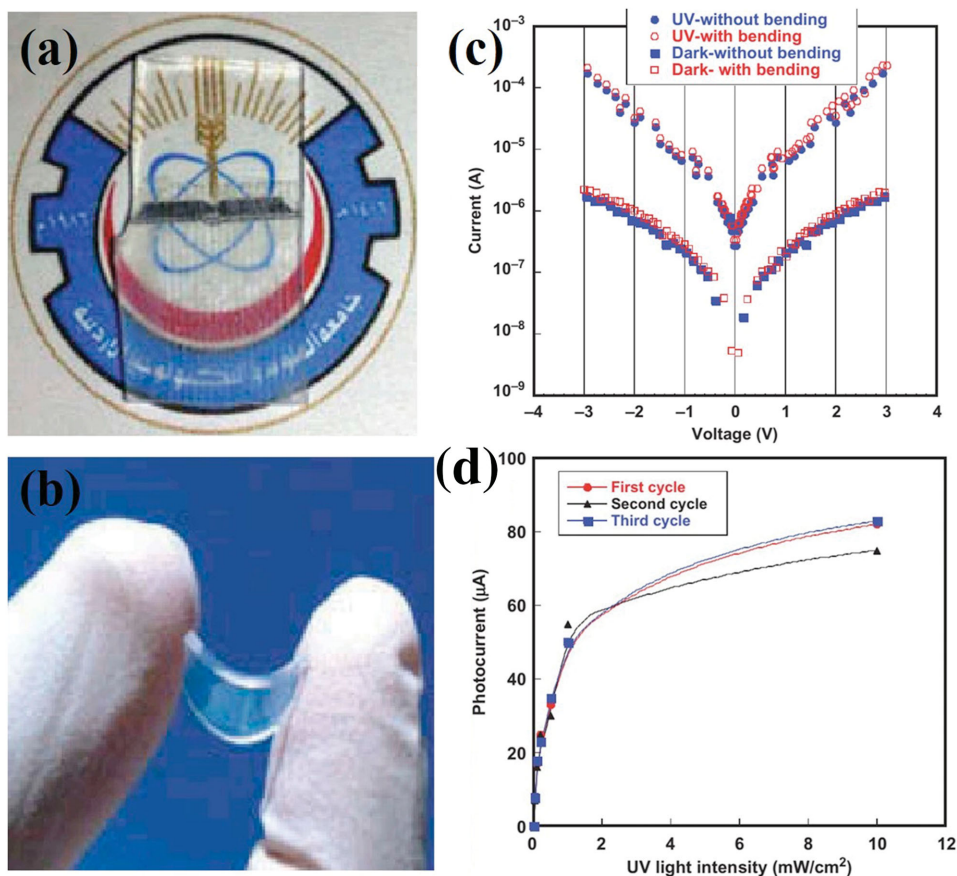 (a)
جامعة
(b)
(c)
UV-without bending
UV-with bending
Dark-without bending
Dark- with bending
10⁻³
10⁻⁴
10⁻⁵
10⁻⁶
10⁻⁷
10⁻⁸
10⁻⁹
Current (A)
–4 –3 –2 –1 0 1 2 3 4
Voltage (V)
(d)
First cycle
Second cycle
Third cycle
100
80
60
40
20
0
Photocurrent (µA)
0 2 4 6 8 10 12
UV light intensity (mW/cm²)